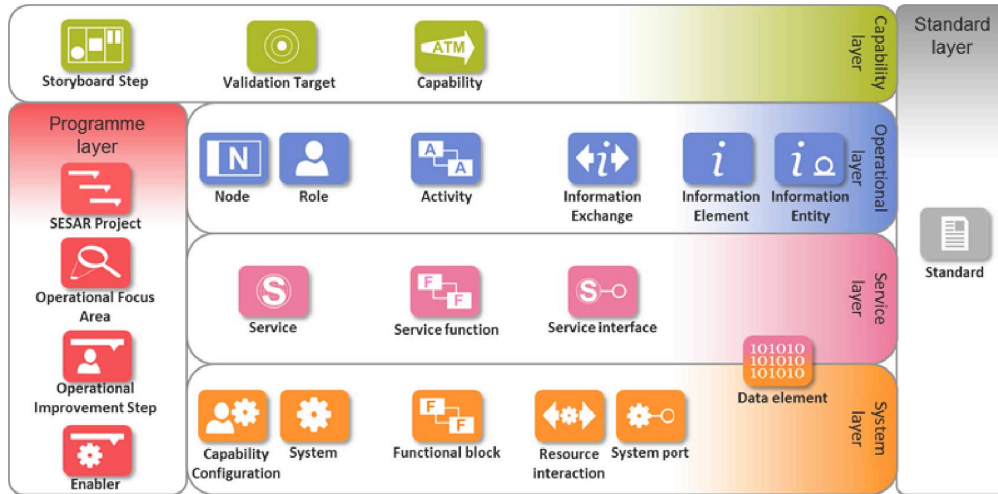 Storyboard Step
Validation Target
ATM
Capability
Capability
layer
Standard
layer
Standard
Programme
layer
SESAR Project
Operational Focus
Area
Operational
Improvement Step
Enabler
N
Node
Role
A
A
Activity
i
Information
Exchange
i
Information
Element
i
Information
Entity
Operational
layer
S
Service
F
F
Service function
S
Service interface
Service
layer
101010
101010
101010
Data element
Capability
Configuration
System
F
F
Functional block
Resource
interaction
System port
System
layer